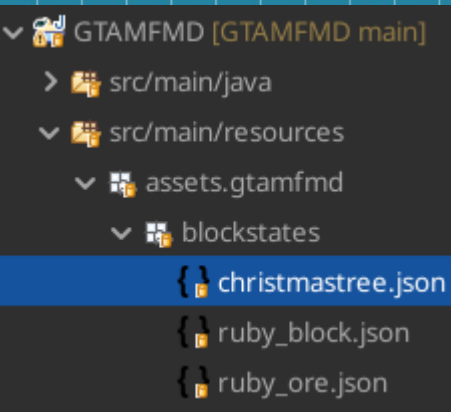 GTAMFMD [GTAMFMD main]
src/main/java
src/main/resources
assets.gtamfmd
blockstates
christmastree.json
ruby_block.json
ruby_ore.json